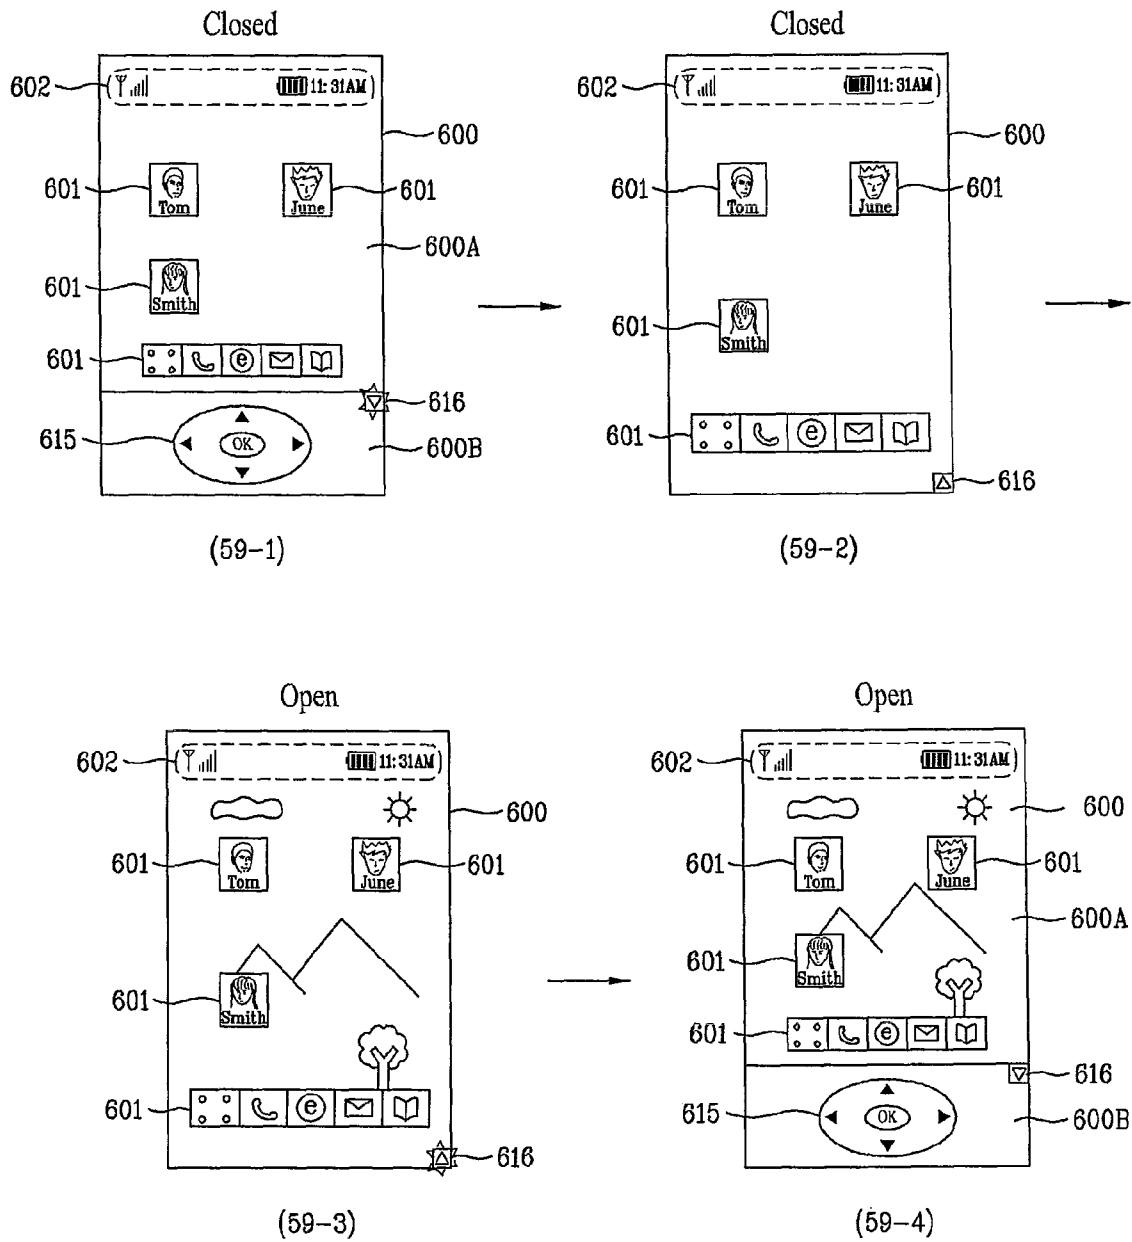 Closed
602 11:31AM
600
601 Tom June 601
600A
601 Smith
601 e
616
615 OK
600B
(59-1)
Closed
602 11:31AM
600
601 Tom June 601
601 Smith
601 e
616
(59-2)
Open
602 11:31AM
600
601 Tom June 601
601 Smith
601 e
616
(59-3)
Open
602 11:31AM
600
601 Tom June 601
600A
601 Smith
601 e
616
615 OK
600B
(59-4)